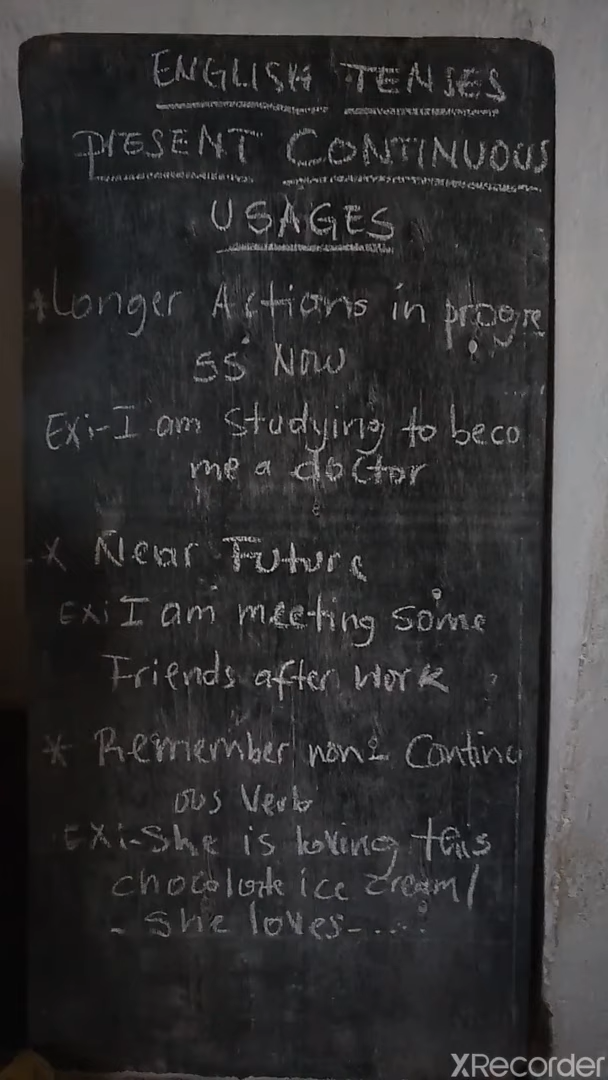 ENGLISH TENSES
PRESENT CONTINUOUS
USAGES
*Longer Actions in progre
ss Now
Ex:-I am studying to beco
me a doctor
* Near Future
Ex: I am meeting some
Friends after work
* Remember non- Continu
ous Verb
Ex:-She is loving this
chocolate ice cream/
- She loves-....
XRecorder